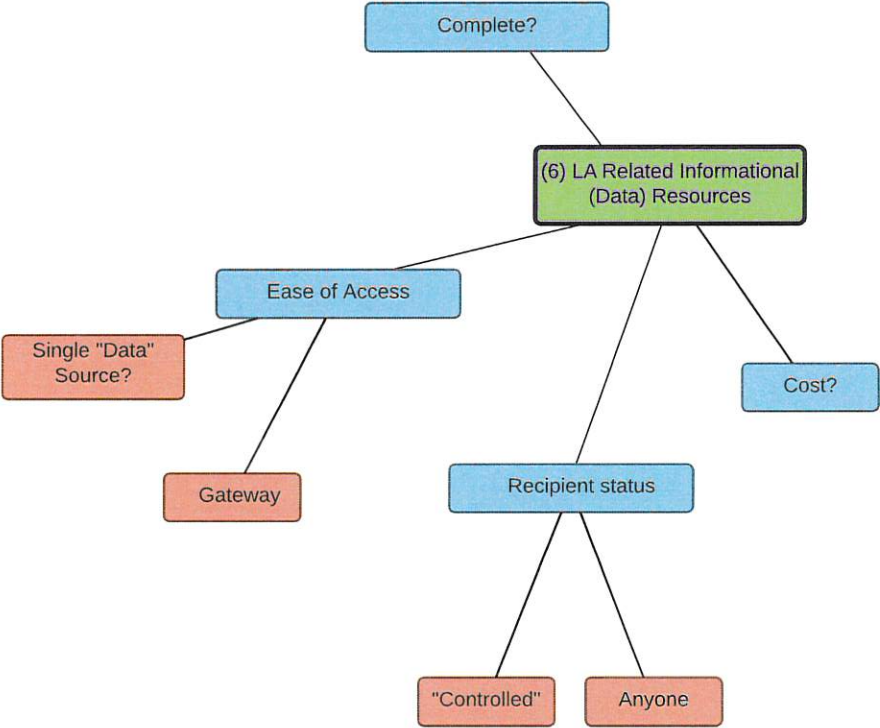 Complete?
(6) LA Related Informational
(Data) Resources
Ease of Access
Single "Data"
Source?
Cost?
Gateway
Recipient status
"Controlled"
Anyone